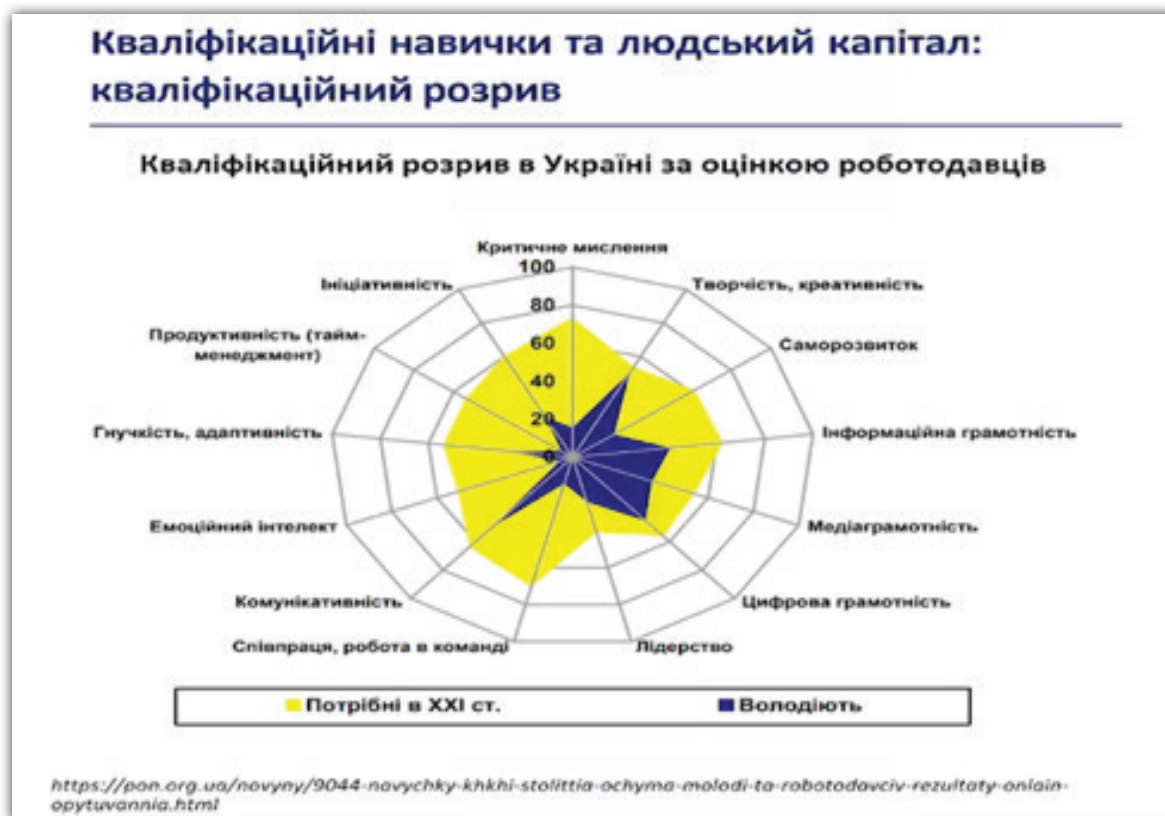 Кваліфікаційні навички та людський капітал:
кваліфікаційний розрив
Кваліфікаційний розрив в Україні за оцінкою роботодавців
Критичне мислення
100
80
60
40
20
0
Творчість, креативність
Саморозвиток
Інформаційна грамотність
Медіаграмотність
Цифрова грамотність
Лідерство
Співпраця, робота в команді
Комунікативність
Емоційний інтелект
Гнучкість, адаптивність
Продуктивність (тайм-
менеджмент)
Ініціативність
Потрібні в XXI ст.
Володіють
https://pon.org.ua/novyny/9044-navychky-khkhi-stolittia-ochyma-molodi-ta-robotodavciv-rezultaty-onlain-
opytuvannia.html